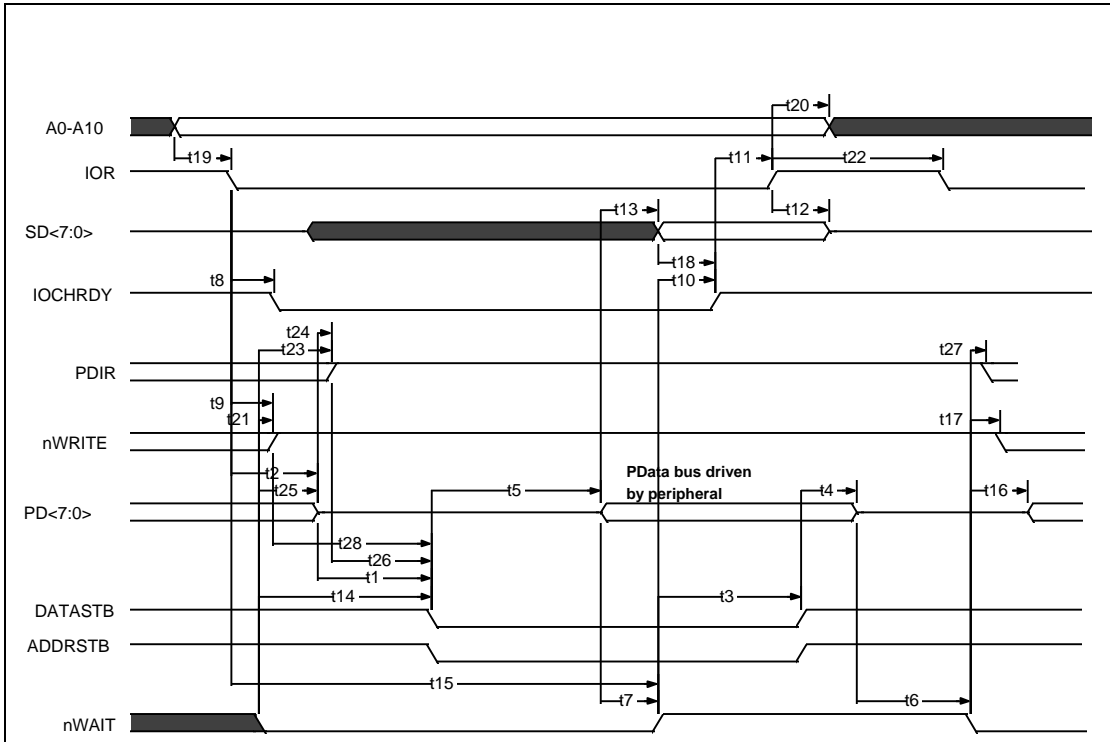 t20
A0-A10
t19
t11
t22
IOR
t13
t12
SD<7:0>
t18
t8
t10
IOCHRDY
t24
t23
t27
PDIR
t9
t21
t17
nWRITE
t2
PData bus driven
by peripheral
t25
t5
t4
t16
PD<7:0>
t28
t26
t1
t14
t3
DATASTB
ADDRSTB
t15
t7
t6
nWAIT